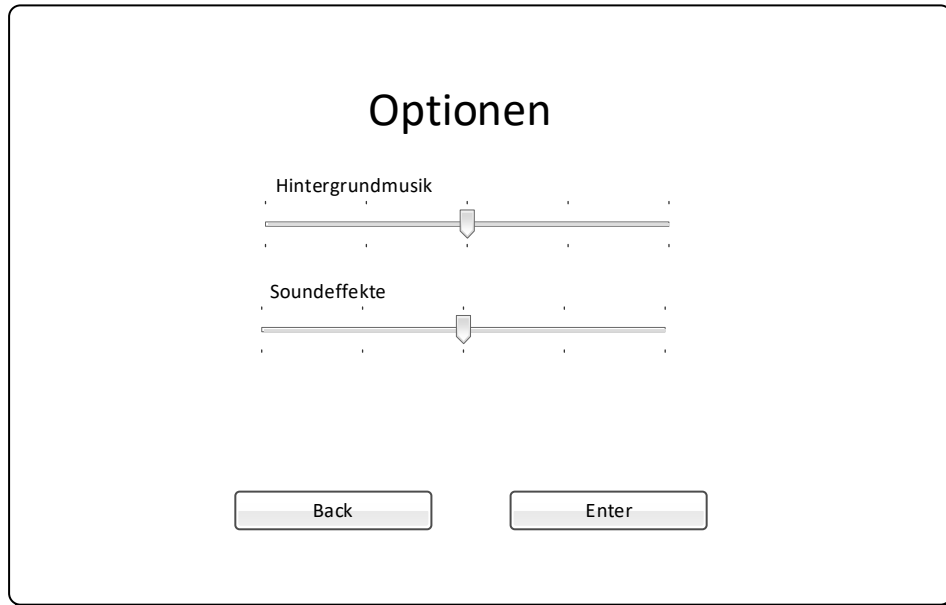 Optionen
Hintergrundmusik
Soundeffekte
Back
Enter